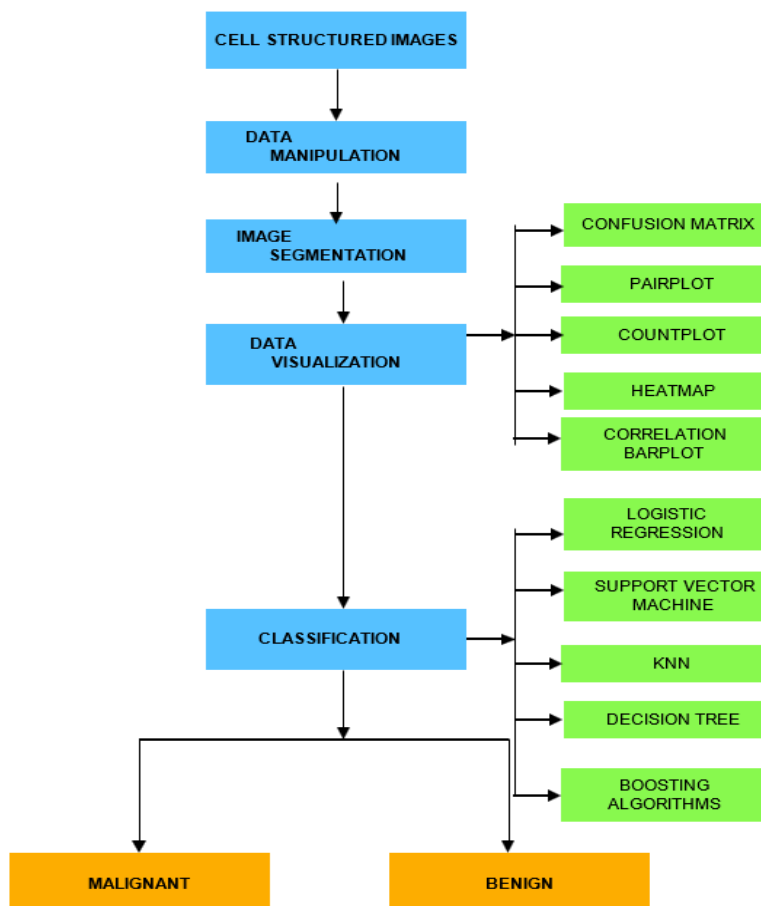 CELL STRUCTURED IMAGES
DATA
MANIPULATION
IMAGE
SEGMENTATION
DATA
VISUALIZATION
CONFUSION MATRIX
PAIRPLOT
COUNTPLOT
HEATMAP
CORRELATION
BARPLOT
CLASSIFICATION
LOGISTIC
REGRESSION
SUPPORT VECTOR
MACHINE
KNN
DECISION TREE
BOOSTING
ALGORITHMS
MALIGNANT
BENIGN